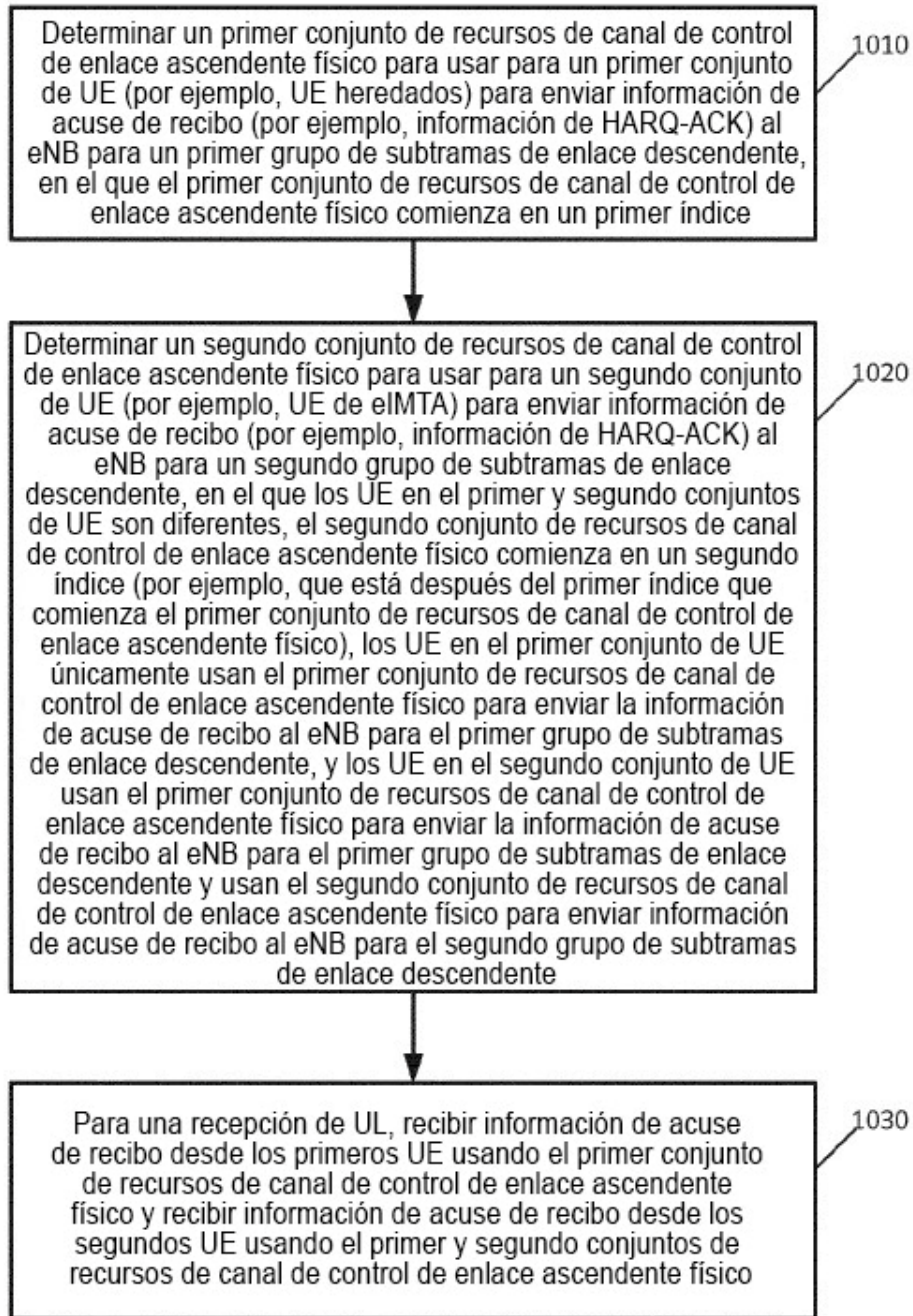 Determinar un primer conjunto de recursos de canal de control
de enlace ascendente físico para usar para un primer conjunto
de UE (por ejemplo, UE heredados) para enviar información de
acuse de recibo (por ejemplo, información de HARQ-ACK) al
eNB para un primer grupo de subtramas de enlace descendente,
en el que el primer conjunto de recursos de canal de control de
enlace ascendente físico comienza en un primer índice
1010
Determinar un segundo conjunto de recursos de canal de control
de enlace ascendente físico para usar para un segundo conjunto
de UE (por ejemplo, UE de eIMTA) para enviar información de
acuse de recibo (por ejemplo, información de HARQ-ACK) al
eNB para un segundo grupo de subtramas de enlace
descendente, en el que los UE en el primer y segundo conjuntos
de UE son diferentes, el segundo conjunto de recursos de canal
de control de enlace ascendente físico comienza en un segundo
índice (por ejemplo, que está después del primer índice que
comienza el primer conjunto de recursos de canal de control de
enlace ascendente físico), los UE en el primer conjunto de UE
únicamente usan el primer conjunto de recursos de canal de
control de enlace ascendente físico para enviar la información
de acuse de recibo al eNB para el primer grupo de subtramas
de enlace descendente, y los UE en el segundo conjunto de UE
usan el primer conjunto de recursos de canal de control de
enlace ascendente físico para enviar la información de acuse
de recibo al eNB para el primer grupo de subtramas de enlace
descendente y usan el segundo conjunto de recursos de canal
de control de enlace ascendente físico para enviar información
de acuse de recibo al eNB para el segundo grupo de subtramas
de enlace descendente
1020
Para una recepción de UL, recibir información de acuse
de recibo desde los primeros UE usando el primer conjunto
de recursos de canal de control de enlace ascendente
físico y recibir información de acuse de recibo desde los
segundos UE usando el primer y segundo conjuntos de
recursos de canal de control de enlace ascendente físico
1030